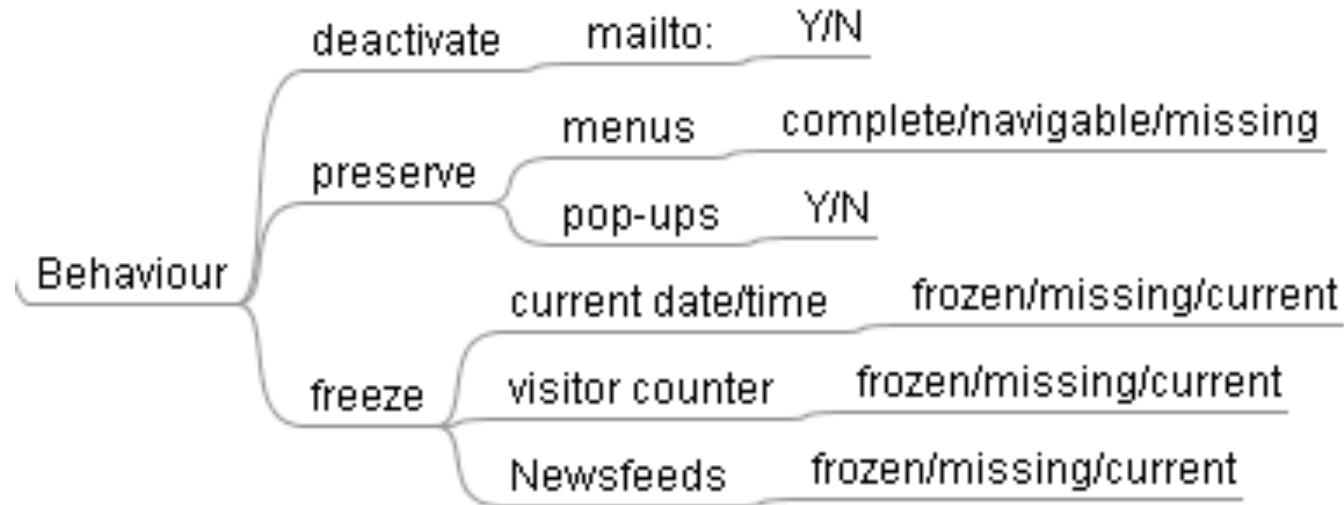 deactivate mailto: Y/N
menus complete/navigable/missing
preserve
pop-ups Y/N
Behaviour
current date/time frozen/missing/current
freeze visitor counter frozen/missing/current
Newsfeeds frozen/missing/current